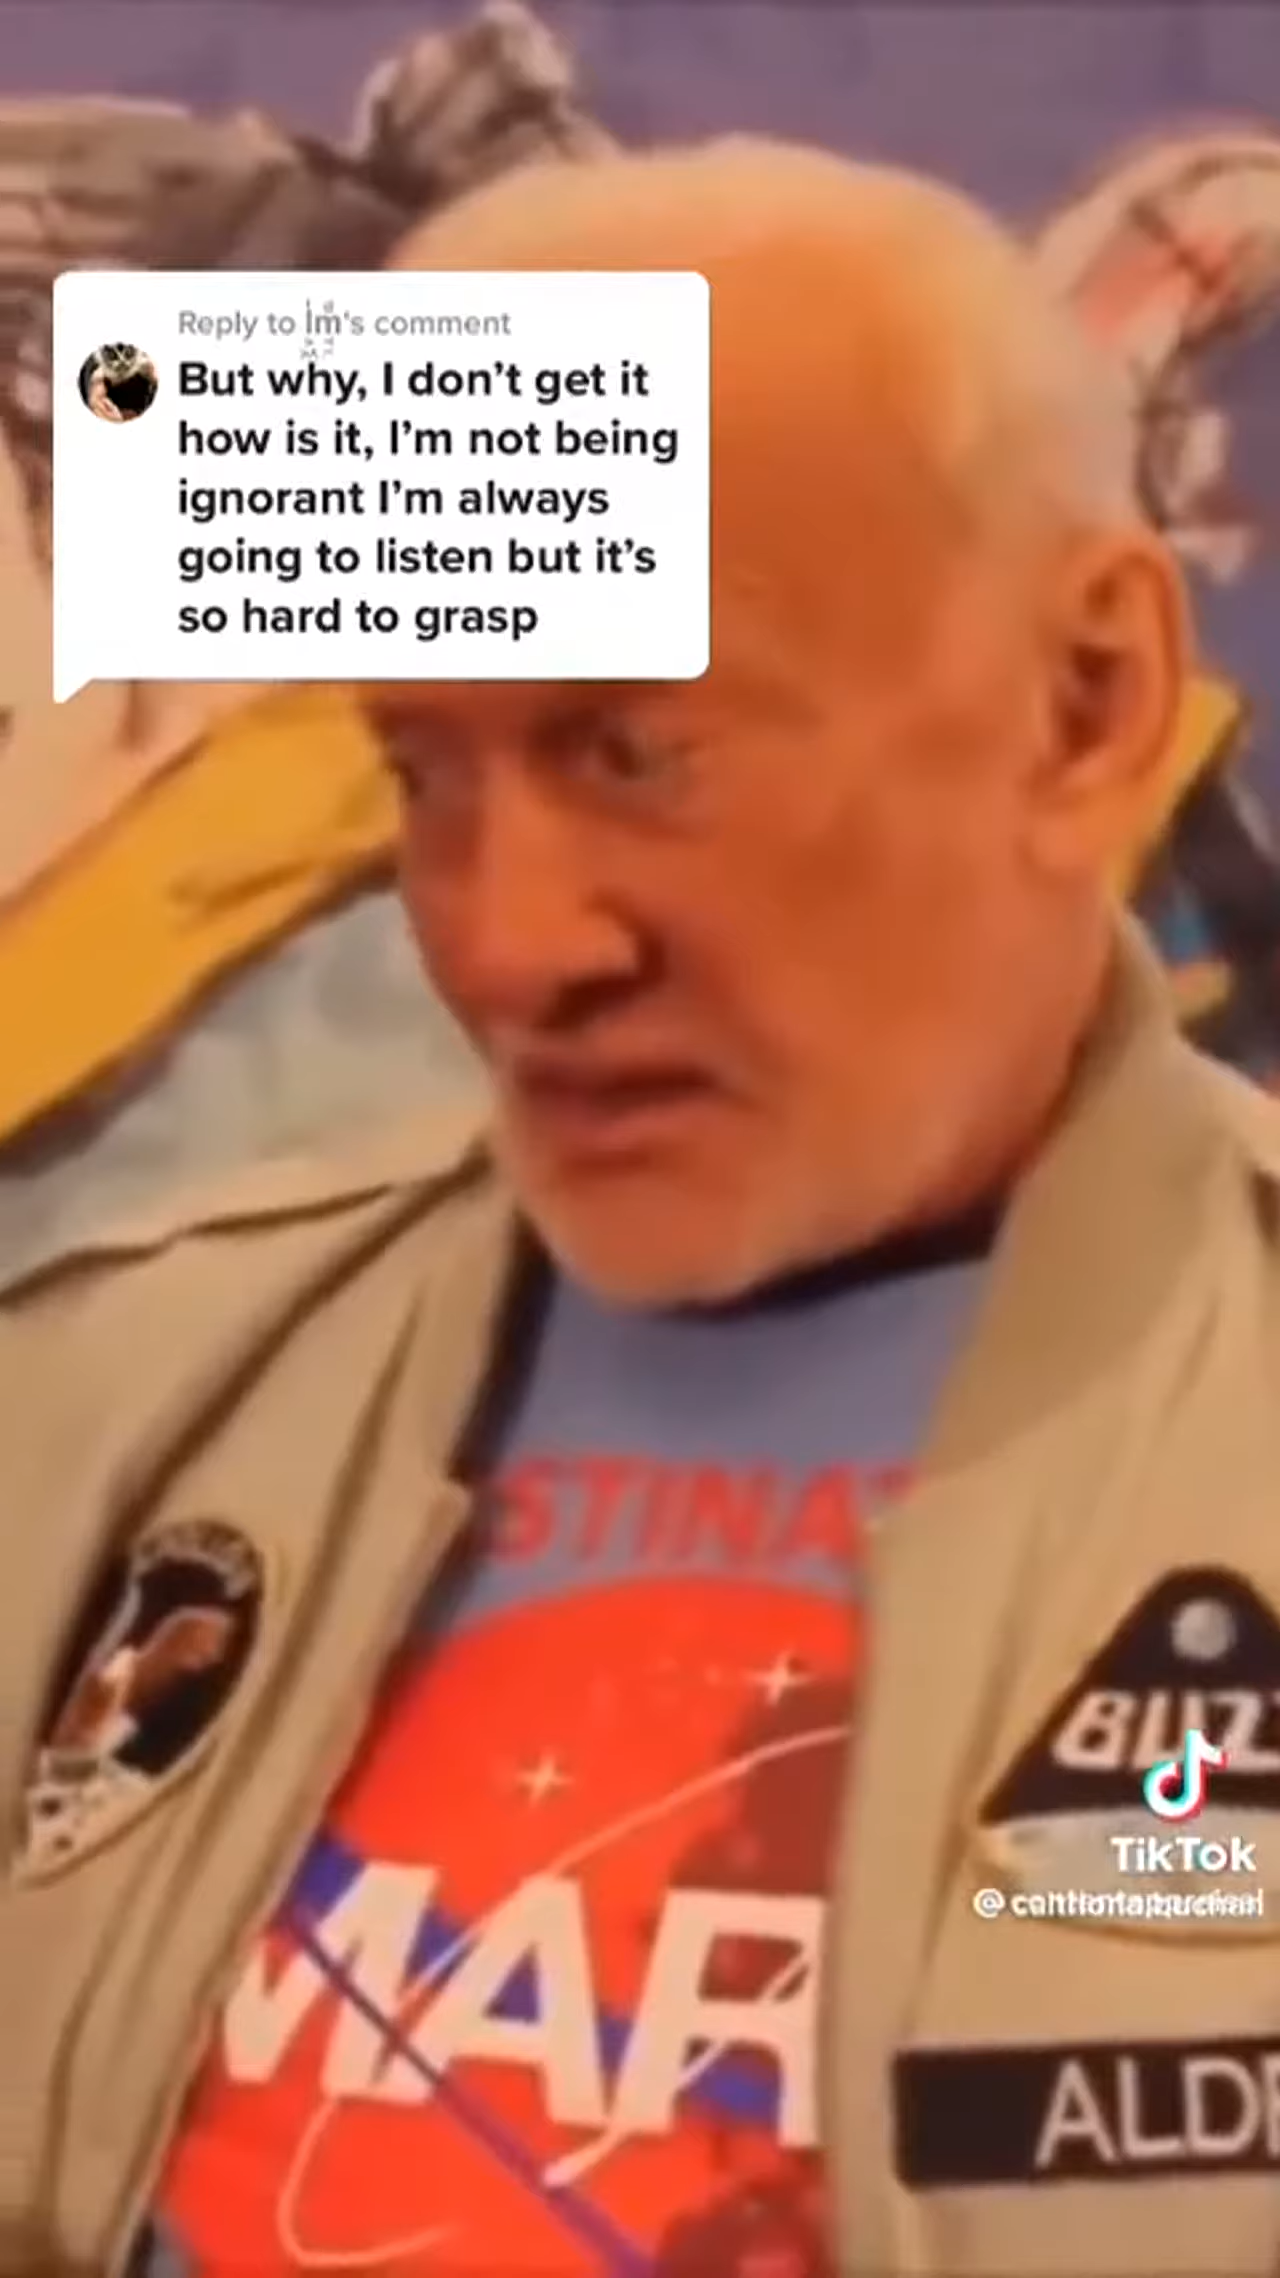 Reply to İm's comment
But why, I don't get it
how is it, I'm not being
ignorant I'm always
going to listen but it's
so hard to grasp
STINA
BUZ
TikTok
MAR
ALD